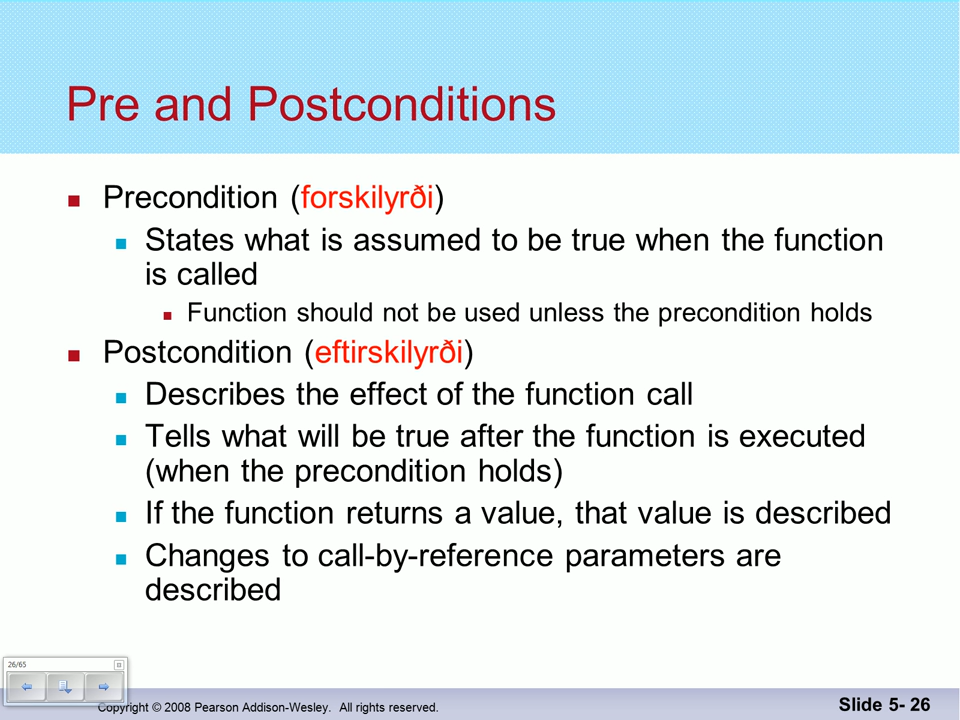 Pre and Postconditions
Precondition (forskilyrði)
States what is assumed to be true when the function
is called
Function should not be used unless the precondition holds
Postcondition (eftirskilyrði)
Describes the effect of the function call
Tells what will be true after the function is executed
(when the precondition holds)
If the function returns a value, that value is described
Changes to call-by-reference parameters are
described
26/65
Copyright © 2008 Pearson Addison-Wesley. All rights reserved.
Slide 5- 26